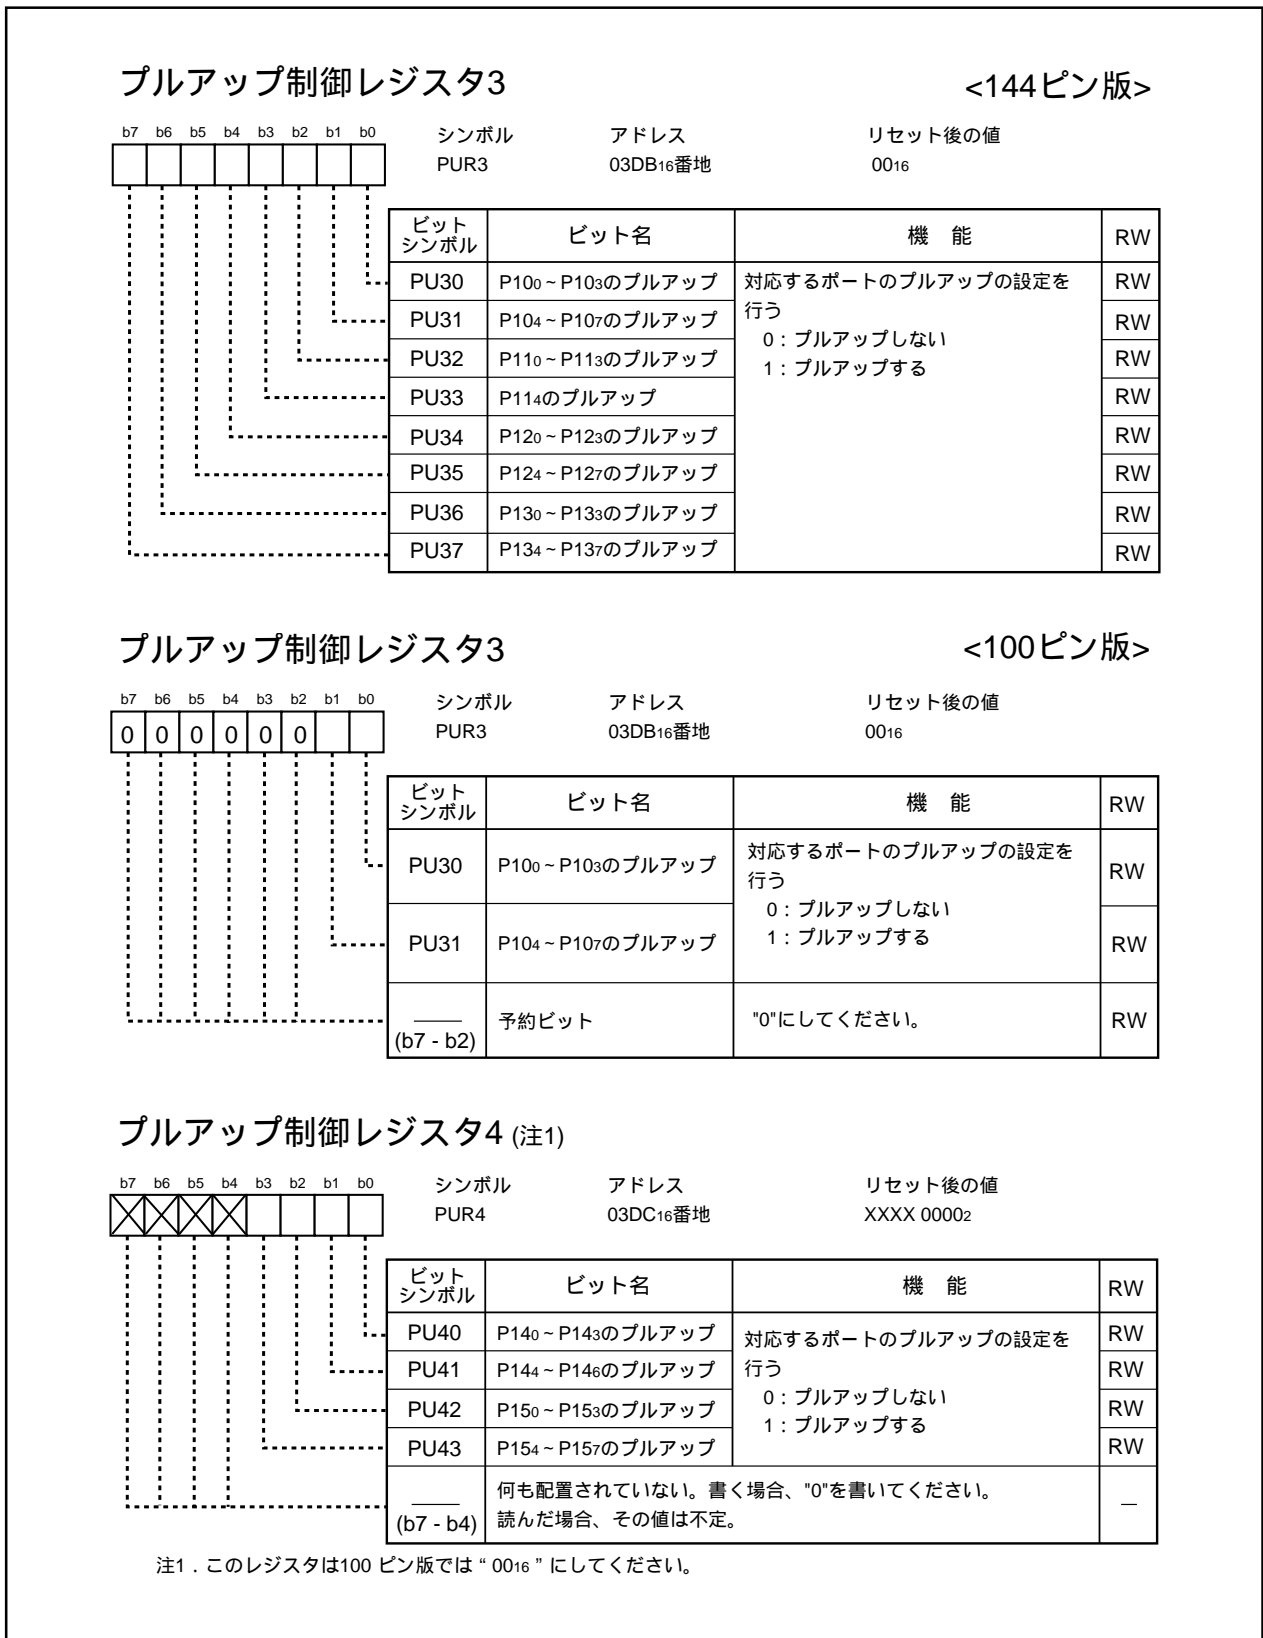 プルアップ制御レジスタ3 <144ピン版>
b7 b6 b5 b4 b3 b2 b1 b0 シンボル アドレス リセット後の値
PUR3 03DB16番地 0016
ビットシンボル ビット名 機 能 RW
PU30 P100~P103のプルアップ 対応するポートのプルアップの設定を RW
行う
PU31 P104~P107のプルアップ RW
0:プルアップしない
PU32 P110~P113のプルアップ RW
1:プルアップする
PU33 P114のプルアップ RW
PU34 P120~P123のプルアップ RW
PU35 P124~P127のプルアップ RW
PU36 P130~P133のプルアップ RW
PU37 P134~P137のプルアップ RW
プルアップ制御レジスタ3 <100ピン版>
b7 b6 b5 b4 b3 b2 b1 b0 シンボル アドレス リセット後の値
0 0 0 0 0 0 PUR3 03DB16番地 0016
ビットシンボル ビット名 機 能 RW
PU30 P100~P103のプルアップ 対応するポートのプルアップの設定を RW
行う
0:プルアップしない
PU31 P104~P107のプルアップ 1:プルアップする RW
(b7 - b2) 予約ビット "0"にしてください。 RW
プルアップ制御レジスタ4 (注1)
b7 b6 b5 b4 b3 b2 b1 b0 シンボル アドレス リセット後の値
PUR4 03DC16番地 XXXX 00002
ビットシンボル ビット名 機 能 RW
PU40 P140~P143のプルアップ 対応するポートのプルアップの設定を RW
PU41 P144~P146のプルアップ 行う RW
PU42 P150~P153のプルアップ 0:プルアップしない RW
PU43 P154~P157のプルアップ 1:プルアップする RW
何も配置されていない。書く場合、"0"を書いてください。 —
(b7 - b4) 読んだ場合、その値は不定。
注1.このレジスタは100 ピン版では“ 0016 ”にしてください。